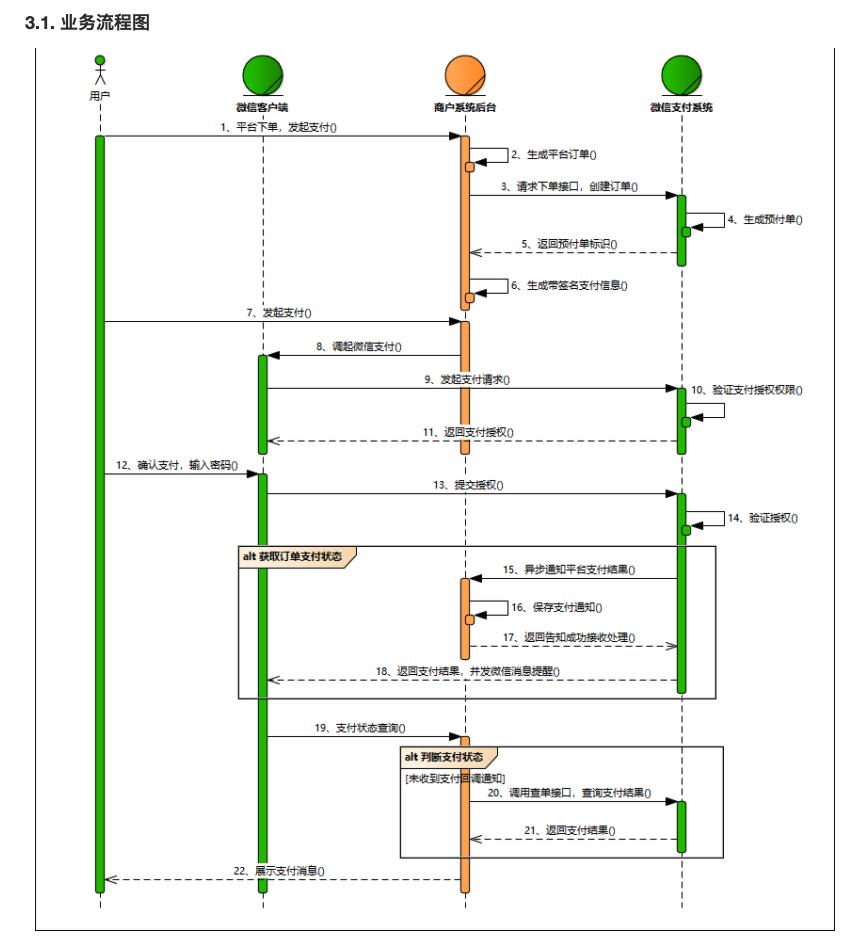 3.1. 业务流程图
用户
微信客户端
商户系统后台
微信支付系统
1、平台下单，发起支付()
2、生成平台订单()
3、请求下单接口，创建订单()
4、生成预付单()
5、返回预付单标识()
6、生成带签名支付信息()
7、发起支付()
8、调起微信支付()
9、发起支付请求()
10、验证支付授权权限()
11、返回支付授权()
12、确认支付，输入密码()
13、提交授权()
14、验证授权()
alt 获取订单支付状态
15、异步通知平台支付结果()
16、保存支付通知()
17、返回告知成功接收处理()
18、返回支付结果，并发微信消息提醒()
19、支付状态查询()
alt 判断支付状态
[未收到支付回调通知]
20、调用查单接口，查询支付结果()
21、返回支付结果()
22、展示支付消息()